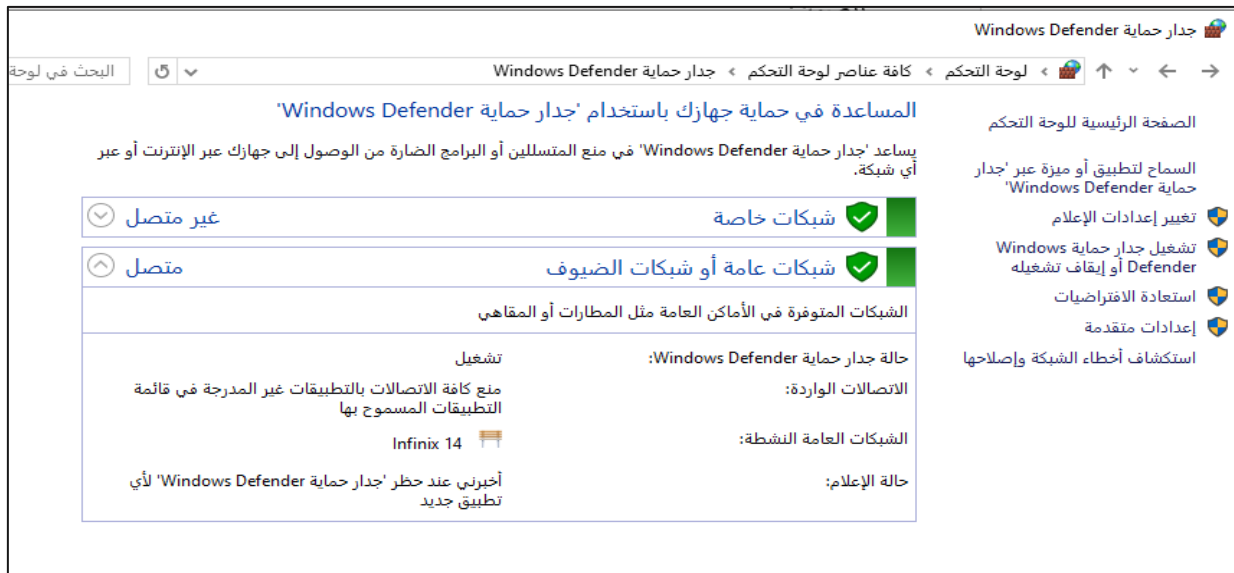 جدار حماية Windows Defender
لوحة التحكم › كافة عناصر لوحة التحكم › جدار حماية Windows Defender
البحث في لوحة
الصفحة الرئيسية للوحة التحكم
السماح لتطبيق أو ميزة عبر 'جدار
حماية Windows Defender'
تغيير إعدادات الإعلام
تشغيل جدار حماية Windows
Defender أو إيقاف تشغيله
استعادة الافتراضيات
إعدادات متقدمة
استكشاف أخطاء الشبكة وإصلاحها
المساعدة في حماية جهازك باستخدام 'جدار حماية Windows Defender'
يساعد 'جدار حماية Windows Defender' في منع المتسللين أو البرامج الضارة من الوصول إلى جهازك عبر الإنترنت أو عبر
أي شبكة.
شبكات خاصة غير متصل
شبكات عامة أو شبكات الضيوف متصل
الشبكات المتوفرة في الأماكن العامة مثل المطارات أو المقاهي
حالة جدار حماية Windows Defender: تشغيل
الاتصالات الواردة: منع كافة الاتصالات بالتطبيقات غير المدرجة في قائمة
التطبيقات المسموح بها
الشبكات العامة النشطة: Infinix 14
حالة الإعلام: أخبرني عند حظر 'جدار حماية Windows Defender' لأي
تطبيق جديد